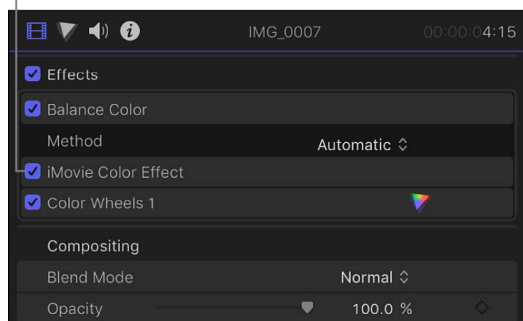 IMG_0007 00:00:04:15
Effects
Balance Color
Method Automatic
iMovie Color Effect
Color Wheels 1
Compositing
Blend Mode Normal
Opacity 100.0 %